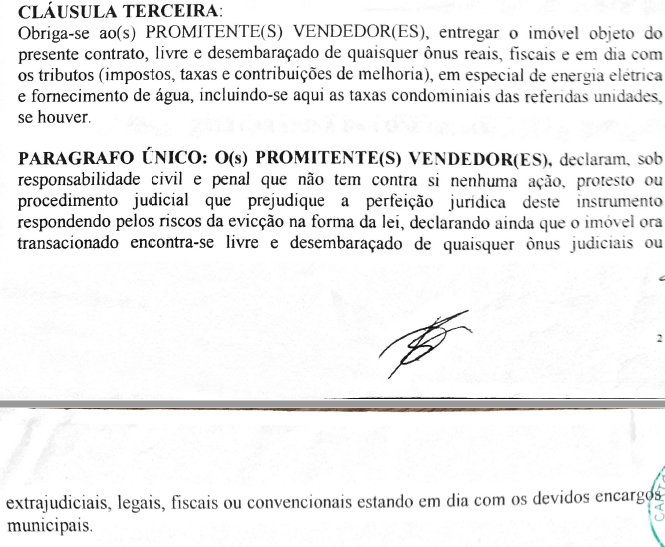 CLÁUSULA TERCEIRA:
Obriga-se ao(s) PROMITENTE(S) VENDEDOR(ES), entregar o imóvel objeto do
presente contrato, livre e desembaraçado de quaisquer ônus reais, fiscais e em dia com
os tributos (impostos, taxas e contribuições de melhoria), em especial de energia elétrica
e fornecimento de água, incluindo-se aqui as taxas condominiais das referidas unidades,
se houver.
PARAGRAFO ÚNICO: O(s) PROMITENTE(S) VENDEDOR(ES), declaram, sob
responsabilidade civil e penal que não tem contra si nenhuma ação, protesto ou
procedimento judicial que prejudique a perfeição jurídica deste instrumento
respondendo pelos riscos da evicção na forma da lei, declarando ainda que o imóvel ora
transacionado encontra-se livre e desembaraçado de quaisquer ônus judiciais ou
2
extrajudiciais, legais, fiscais ou convencionais estando em dia com os devidos encargos
municipais.